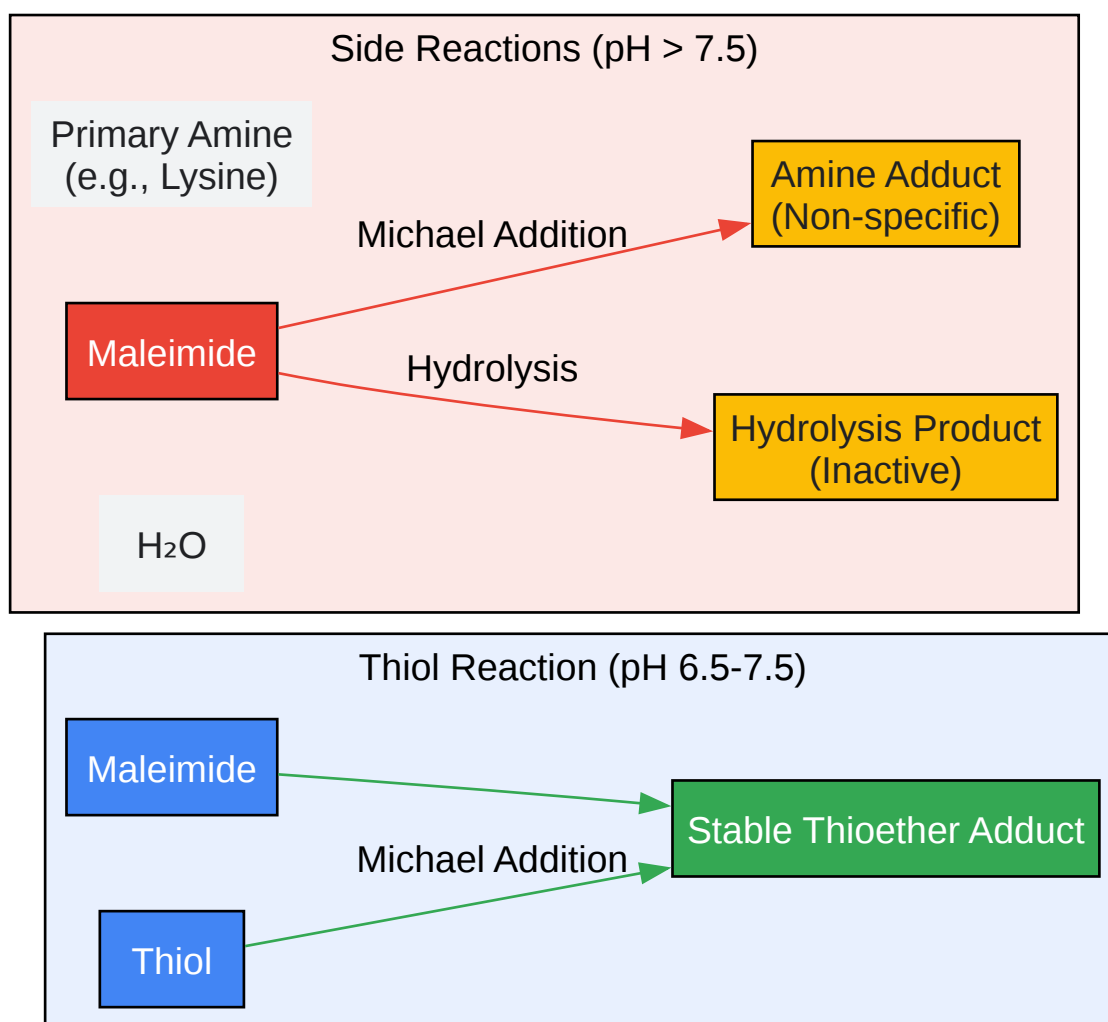 Side Reactions (pH > 7.5)
Primary Amine
(e.g., Lysine)
Amine Adduct
(Non-specific)
Michael Addition
Maleimide
Hydrolysis
Hydrolysis Product
(Inactive)
H₂O
Thiol Reaction (pH 6.5-7.5)
Maleimide
Stable Thioether Adduct
Michael Addition
Thiol